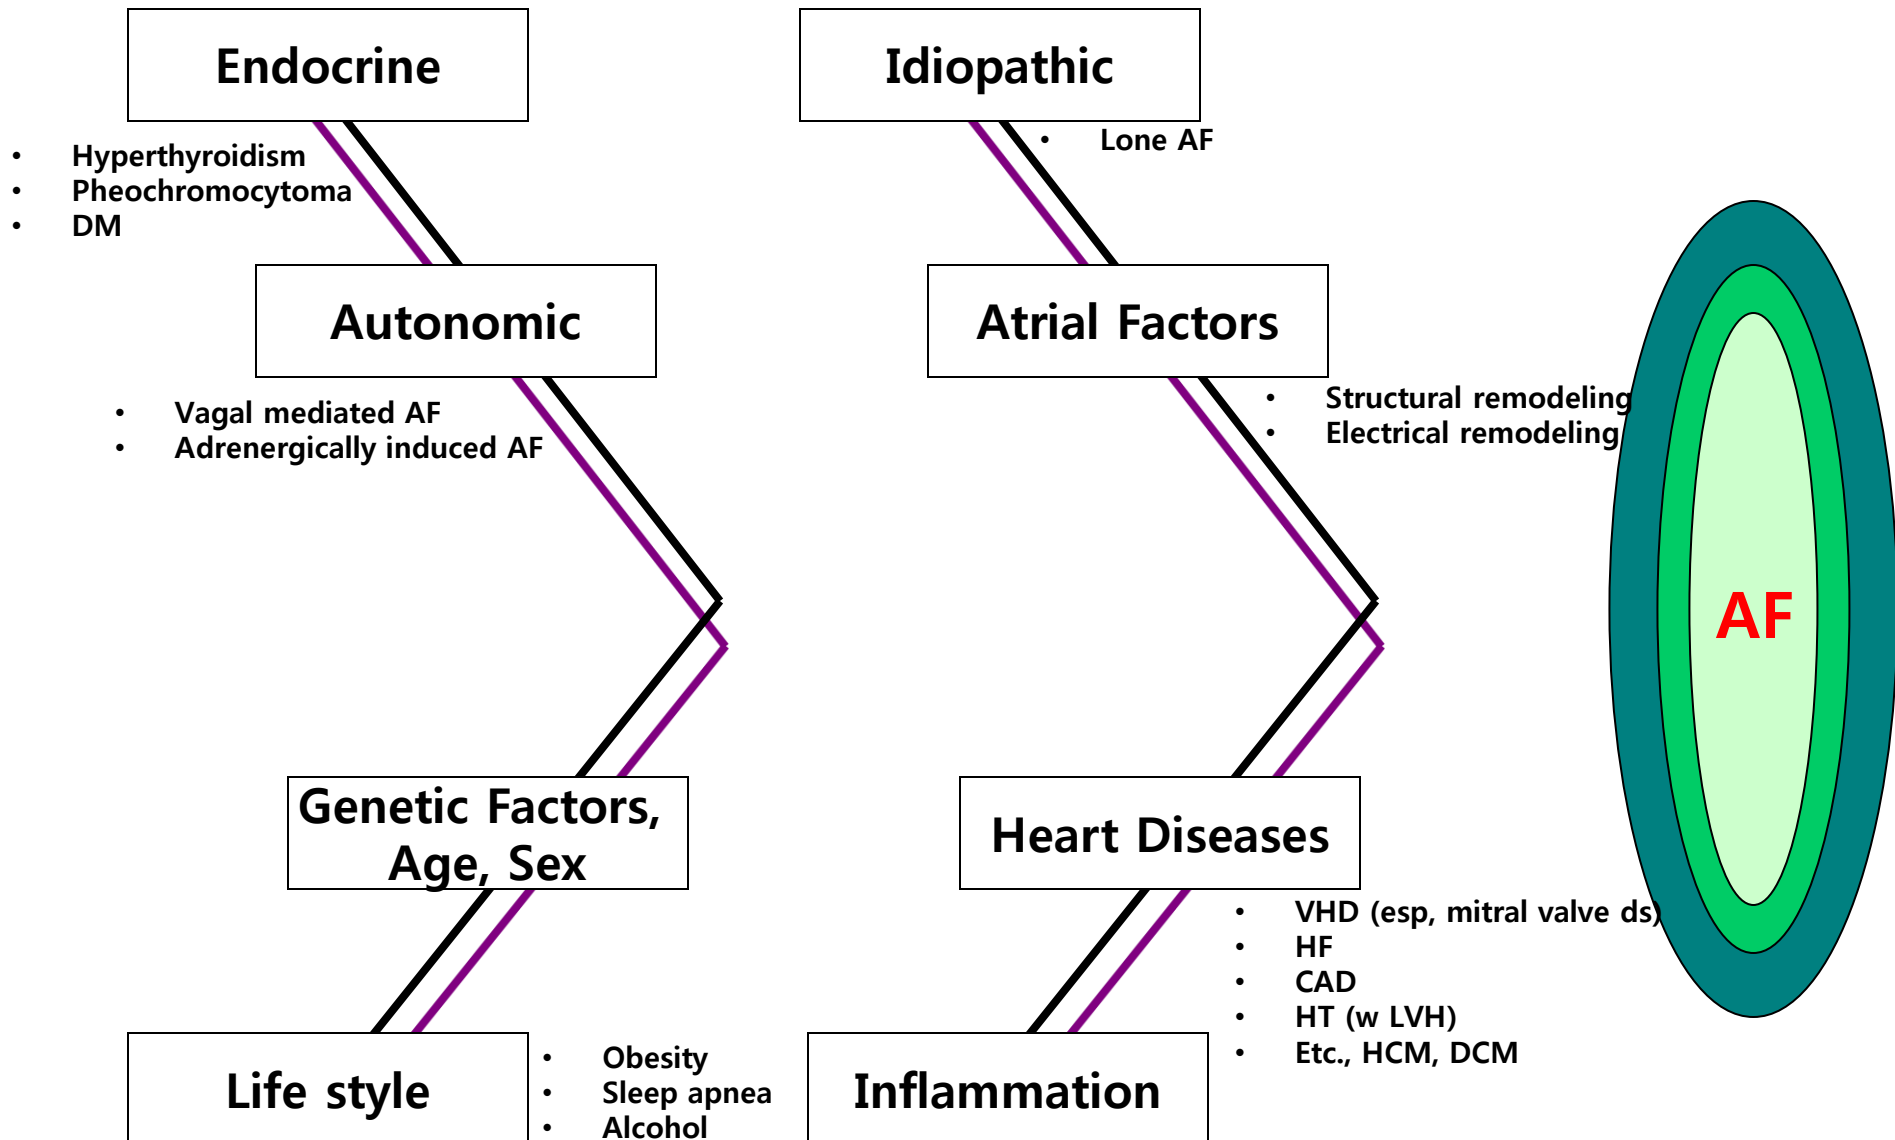 Endocrine
• Hyperthyroidism
• Pheochromocytoma
• DM
Idiopathic
• Lone AF
Autonomic
• Vagal mediated AF
• Adrenergically induced AF
Atrial Factors
• Structural remodeling
• Electrical remodeling
AF
Genetic Factors,
Age, Sex
Heart Diseases
• VHD (esp, mitral valve ds)
• HF
• CAD
• HT (w LVH)
• Etc., HCM, DCM
Life style
• Obesity
• Sleep apnea
• Alcohol
Inflammation